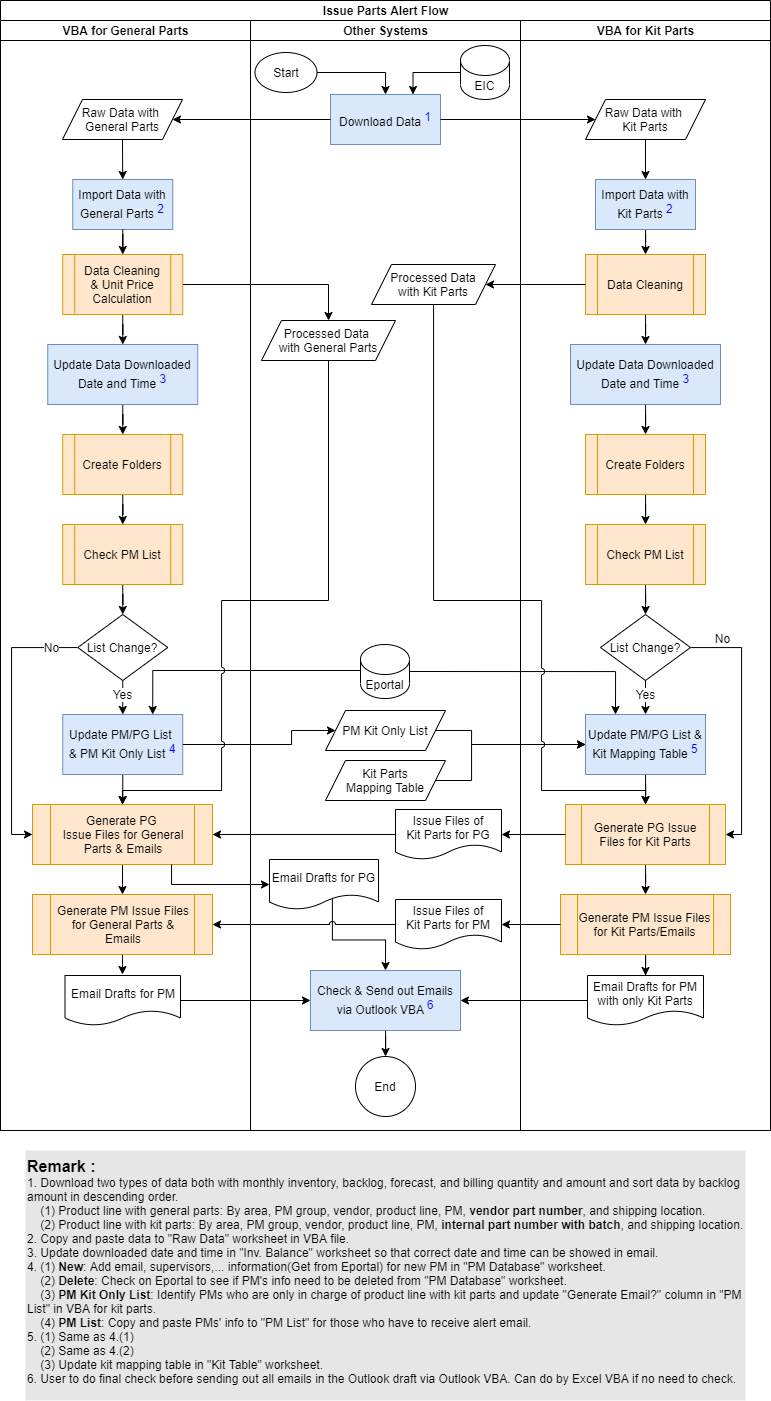 Issue Parts Alert Flow
VBA for General Parts
Other Systems
VBA for Kit Parts
Start
EIC
Raw Data with
General Parts
Download Data 1
Raw Data with
Kit Parts
Import Data with
General Parts 2
Import Data with
Kit Parts 2
Data Cleaning
& Unit Price
Calculation
Processed Data
with Kit Parts
Data Cleaning
Processed Data
with General Parts
Update Data Downloaded
Date and Time 3
Update Data Downloaded
Date and Time 3
Create Folders
Create Folders
Check PM List
Check PM List
No
List Change?
List Change?
No
Yes
Eportal
Yes
Update PM/PG List
& PM Kit Only List 4
PM Kit Only List
Update PM/PG List &
Kit Mapping Table 5
Kit Parts
Mapping Table
Generate PG
Issue Files for General
Parts & Emails
Issue Files of
Kit Parts for PG
Generate PG Issue
Files for Kit Parts
Email Drafts for PG
Generate PM Issue Files
for General Parts &
Emails
Issue Files of
Kit Parts for PM
Generate PM Issue Files
for Kit Parts/Emails
Email Drafts for PM
Check & Send out Emails
via Outlook VBA 6
Email Drafts for PM
with only Kit Parts
End
Remark :
1. Download two types of data both with monthly inventory, backlog, forecast, and billing quantity and amount and sort data by backlog
amount in descending order.
(1) Product line with general parts: By area, PM group, vendor, product line, PM, vendor part number, and shipping location.
(2) Product line with kit parts: By area, PM group, vendor, product line, PM, internal part number with batch, and shipping location.
2. Copy and paste data to "Raw Data" worksheet in VBA file.
3. Update downloaded date and time in "Inv. Balance" worksheet so that correct date and time can be showed in email.
4. (1) New: Add email, supervisors,... information(Get from Eportal) for new PM in "PM Database" worksheet.
(2) Delete: Check on Eportal to see if PM's info need to be deleted from "PM Database" worksheet.
(3) PM Kit Only List: Identify PMs who are only in charge of product line with kit parts and update "Generate Email?" column in "PM
List" in VBA for kit parts.
(4) PM List: Copy and paste PMs' info to "PM List" for those who have to receive alert email.
5. (1) Same as 4.(1)
(2) Same as 4.(2)
(3) Update kit mapping table in "Kit Table" worksheet.
6. User to do final check before sending out all emails in the Outlook draft via Outlook VBA. Can do by Excel VBA if no need to check.